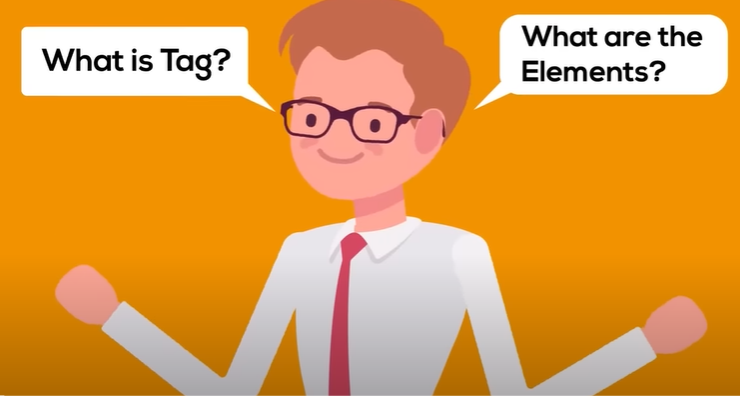 What is Tag?
What are the
Elements?